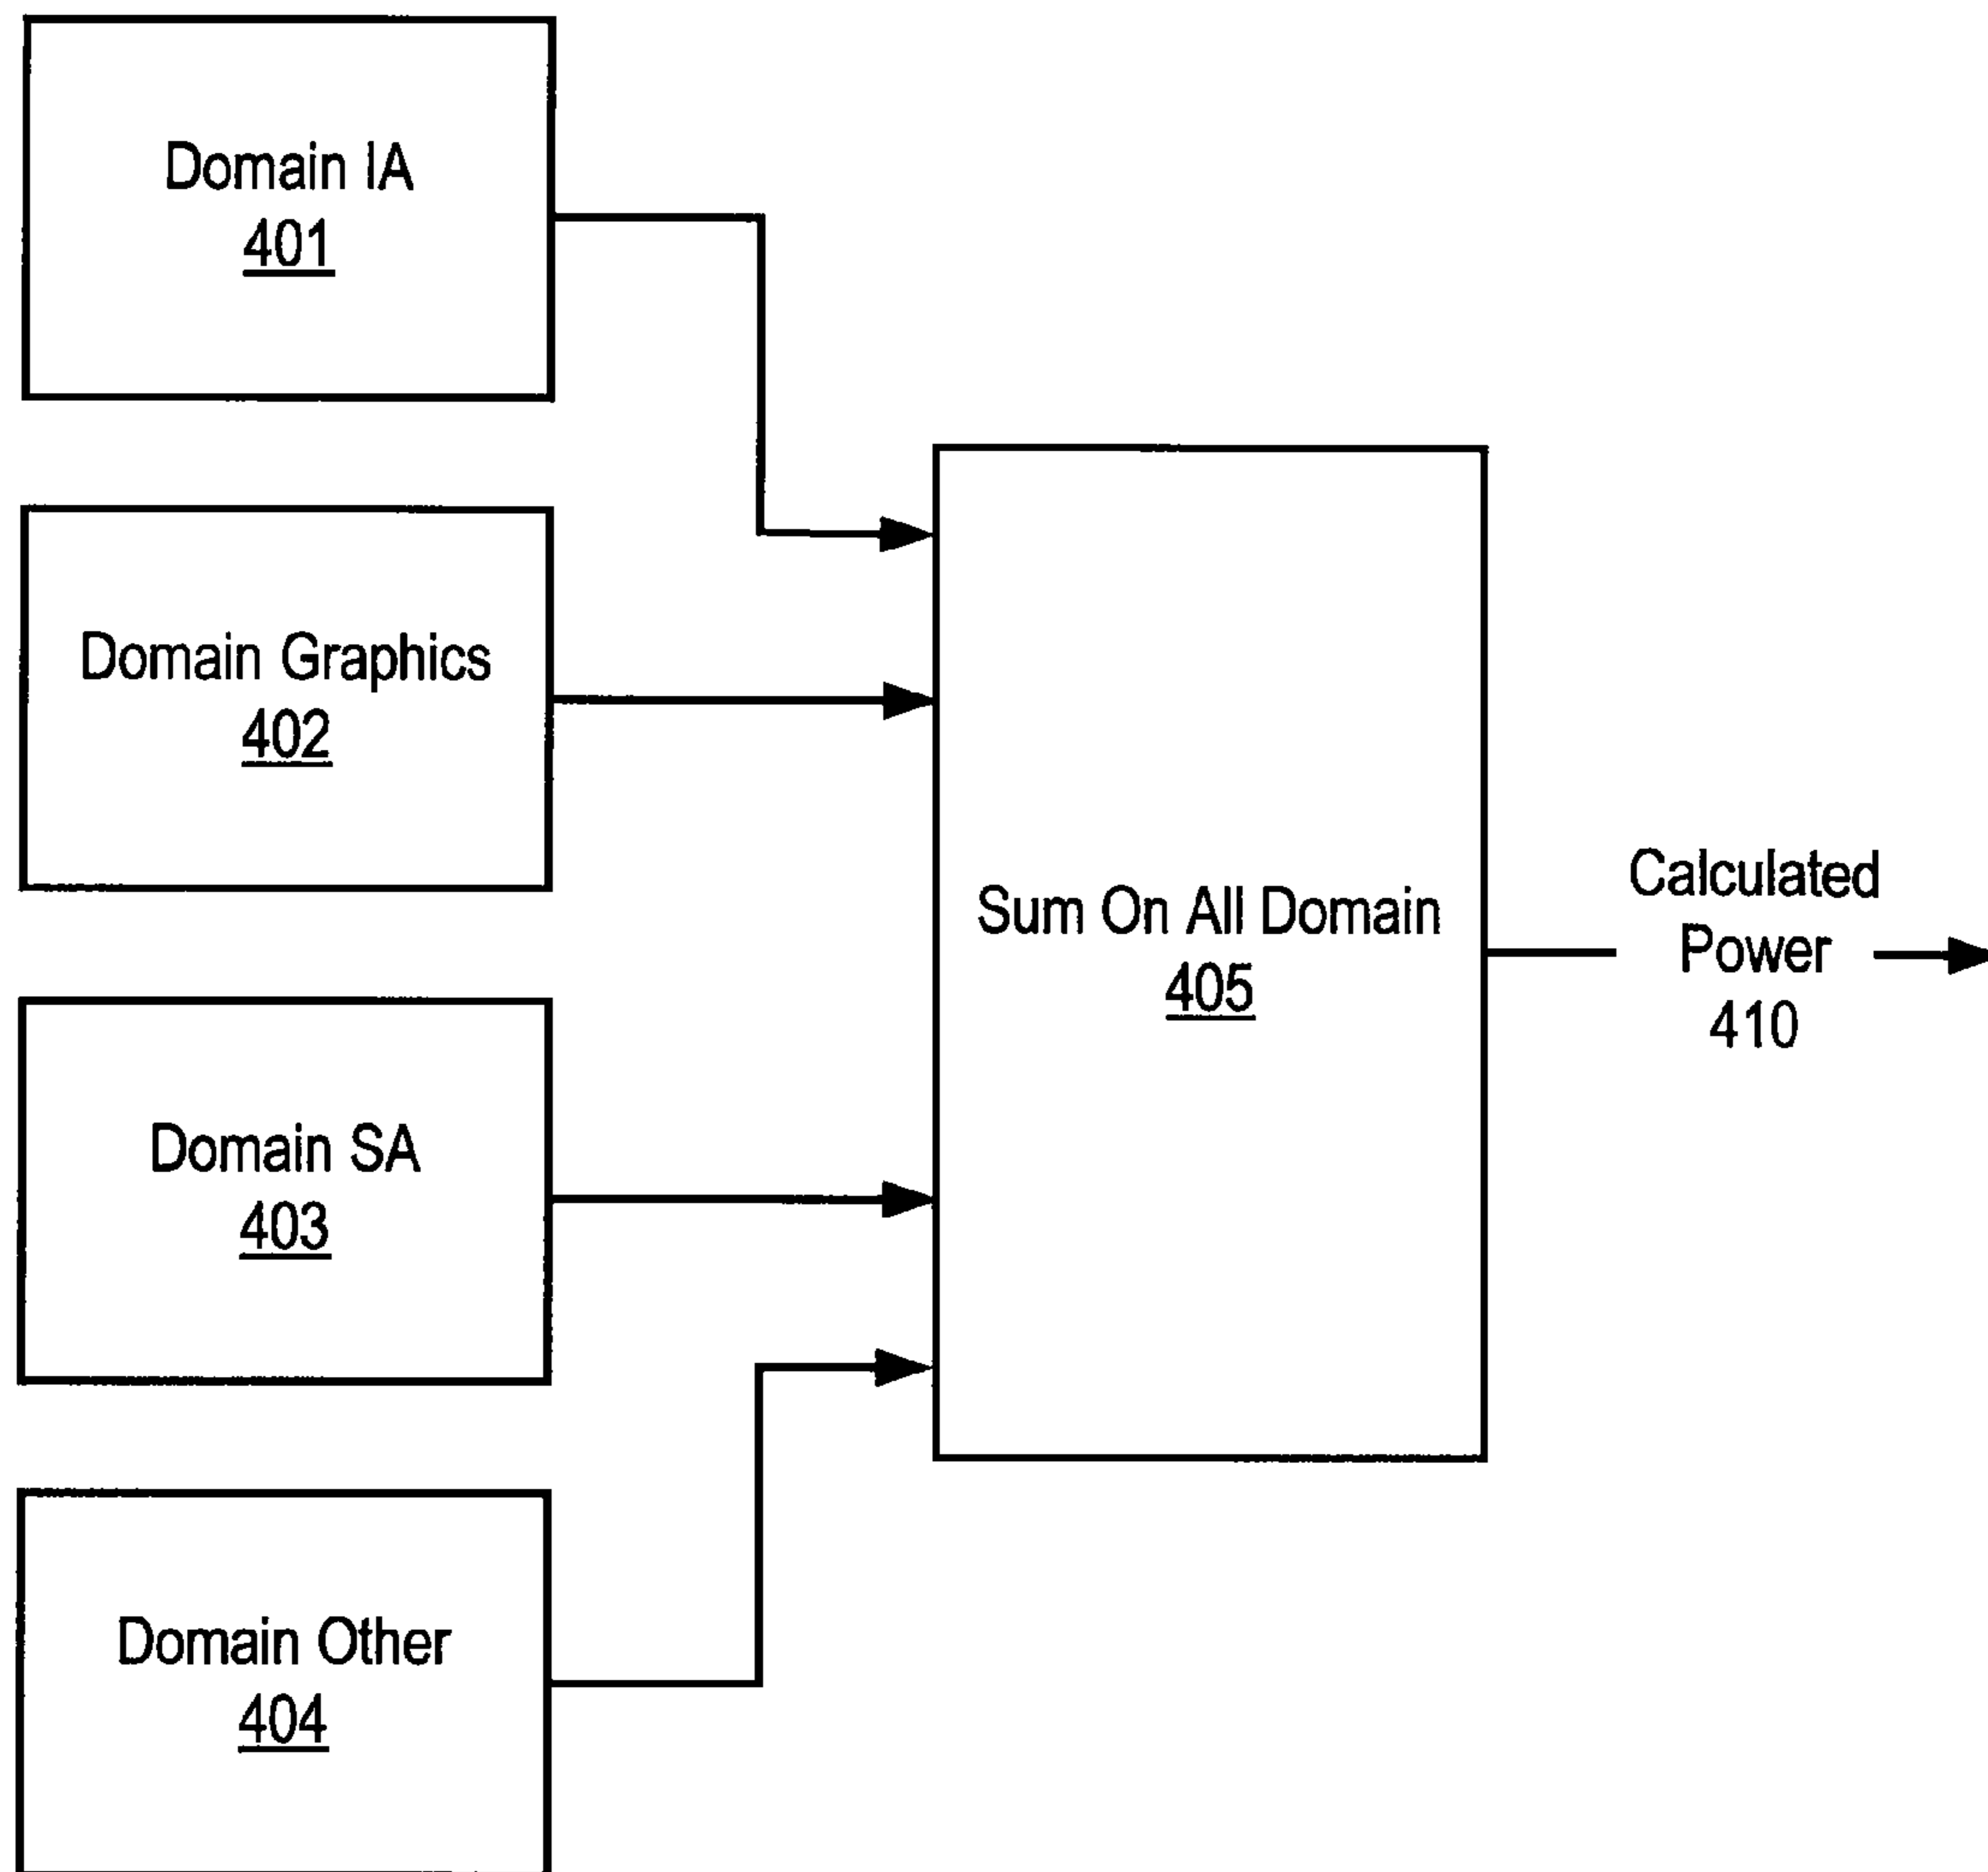 Domain IA
401
Domain Graphics
402
Domain SA
403
Domain Other
404
Sum On All Domain
405
Calculated
Power
410